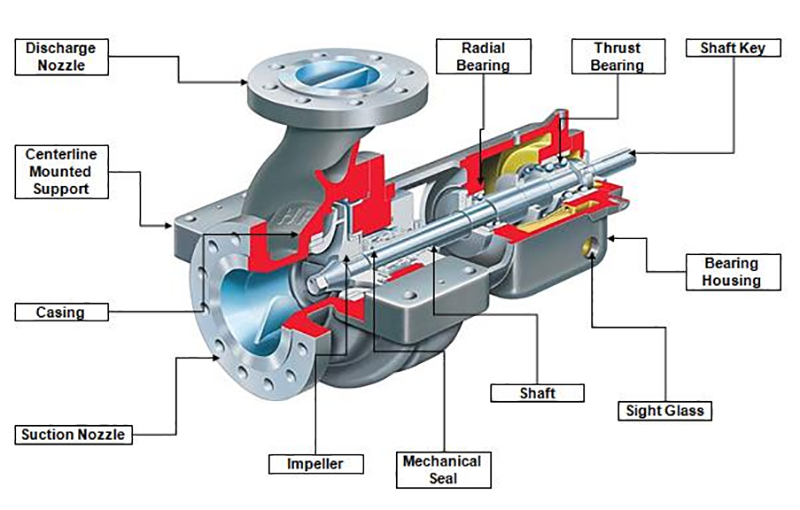 Discharge
Nozzle
Radial
Bearing
Thrust
Bearing
Shaft Key
Centerline
Mounted
Support
Bearing
Housing
Casing
Shaft
Sight Glass
Suction Nozzle
Impeller
Mechanical
Seal